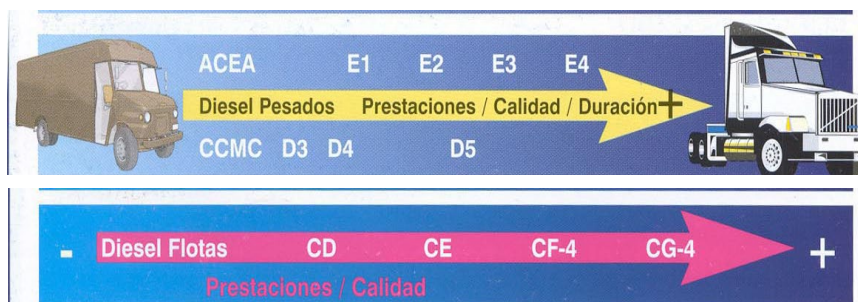 ACEA E1 E2 E3 E4
Diesel Pesados Prestaciones / Calidad / Duración +
CCMC D3 D4 D5
- Diesel Flotas CD CE CF-4 CG-4 +
Prestaciones / Calidad